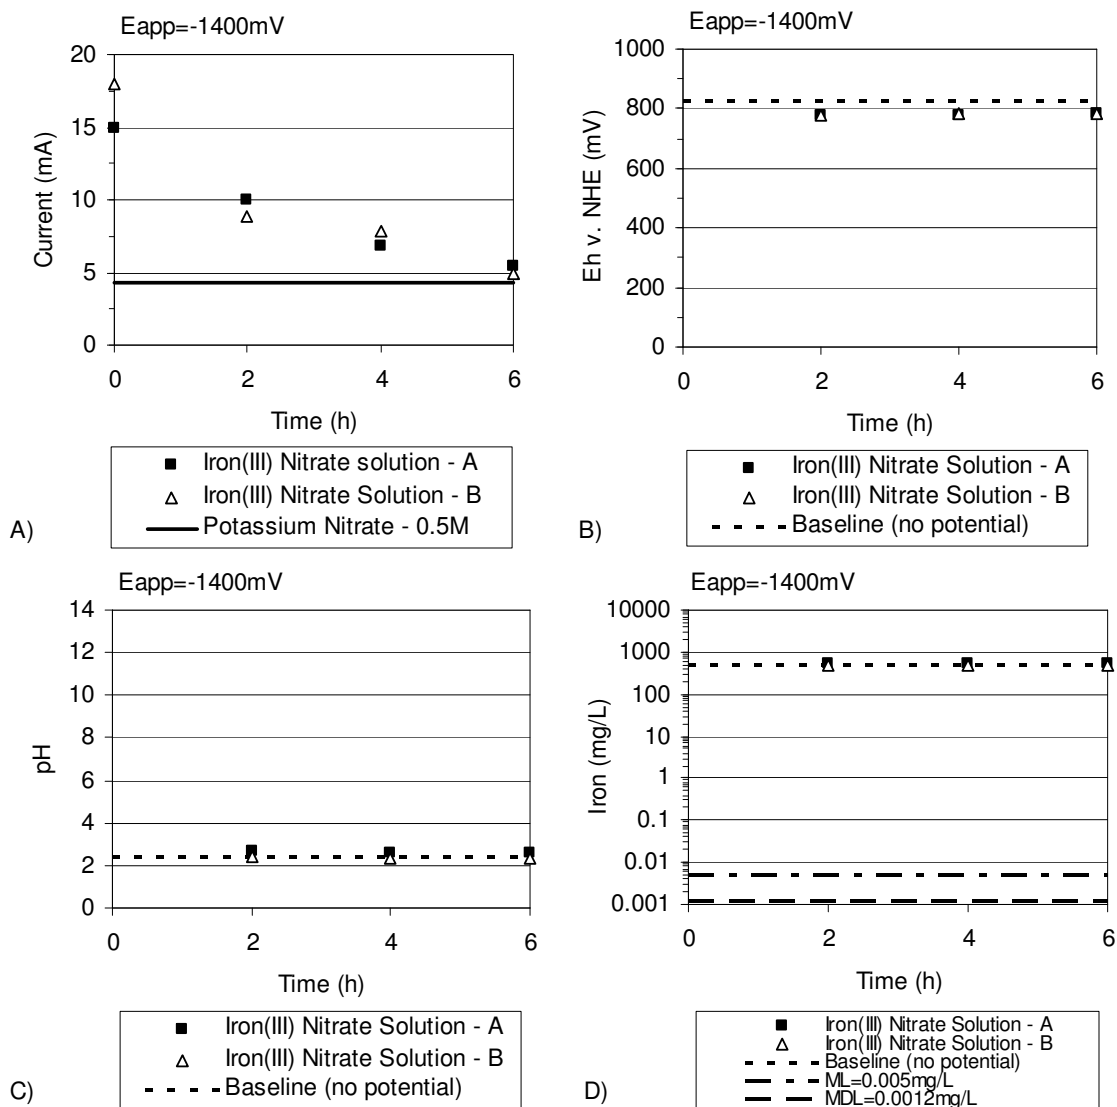 Eapp=-1400mV
20
15
10
5
0
Current (mA)
0 2 4 6
Time (h)
Iron(III) Nitrate solution - A
Iron(III) Nitrate Solution - B
Potassium Nitrate - 0.5M
A)
Eapp=-1400mV
1000
800
600
400
200
0
Eh v. NHE (mV)
0 2 4 6
Time (h)
Iron(III) Nitrate solution - A
Iron(III) Nitrate Solution - B
Baseline (no potential)
B)
Eapp=-1400mV
14
12
10
8
6
4
2
0
pH
0 2 4 6
Time (h)
Iron(III) Nitrate Solution - A
Iron(III) Nitrate Solution - B
Baseline (no potential)
C)
Eapp=-1400mV
10000
1000
100
10
1
0.1
0.01
0.001
Iron (mg/L)
0 2 4 6
Time (h)
Iron(III) Nitrate Solution - A
Iron(III) Nitrate Solution - B
Baseline (no potential)
ML=0.005mg/L
MDL=0.0012mg/L
D)